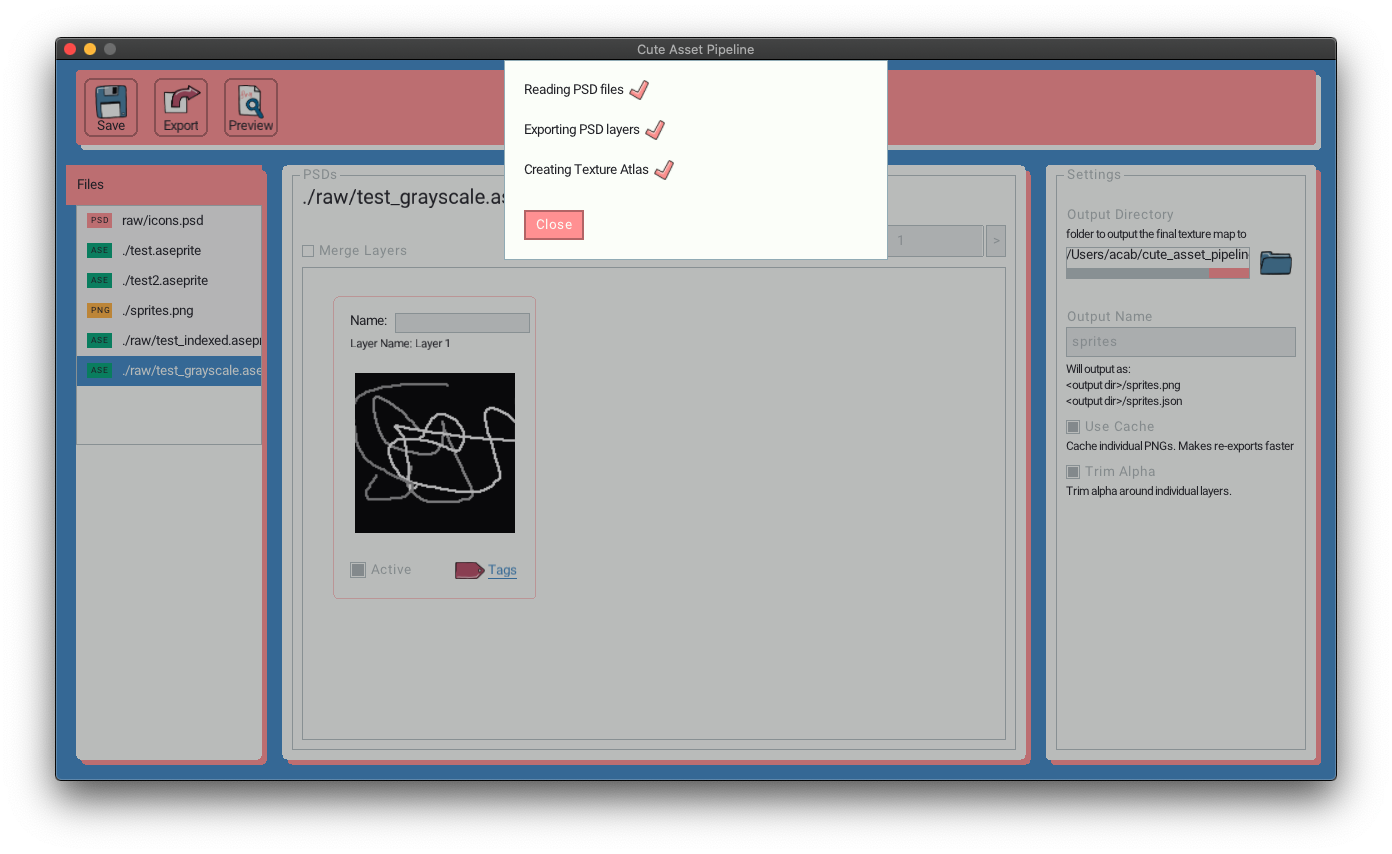 Cute Asset Pipeline
Save
Export
Preview
Reading PSD files
Exporting PSD layers
Creating Texture Atlas
Close
Files
PSD raw/icons.psd
ASE ./test.aseprite
ASE ./test2.aseprite
PNG ./sprites.png
ASE ./raw/test_indexed.asepr
ASE ./raw/test_grayscale.ase
PSDs
./raw/test_grayscale.as
Merge Layers
1
>
Name:
Layer Name: Layer 1
Active
Tags
Settings
Output Directory
folder to output the final texture map to
/Users/acab/cute_asset_pipelin
Output Name
sprites
Will output as:
<output dir>/sprites.png
<output dir>/sprites.json
Use Cache
Cache individual PNGs. Makes re-exports faster
Trim Alpha
Trim alpha around individual layers.